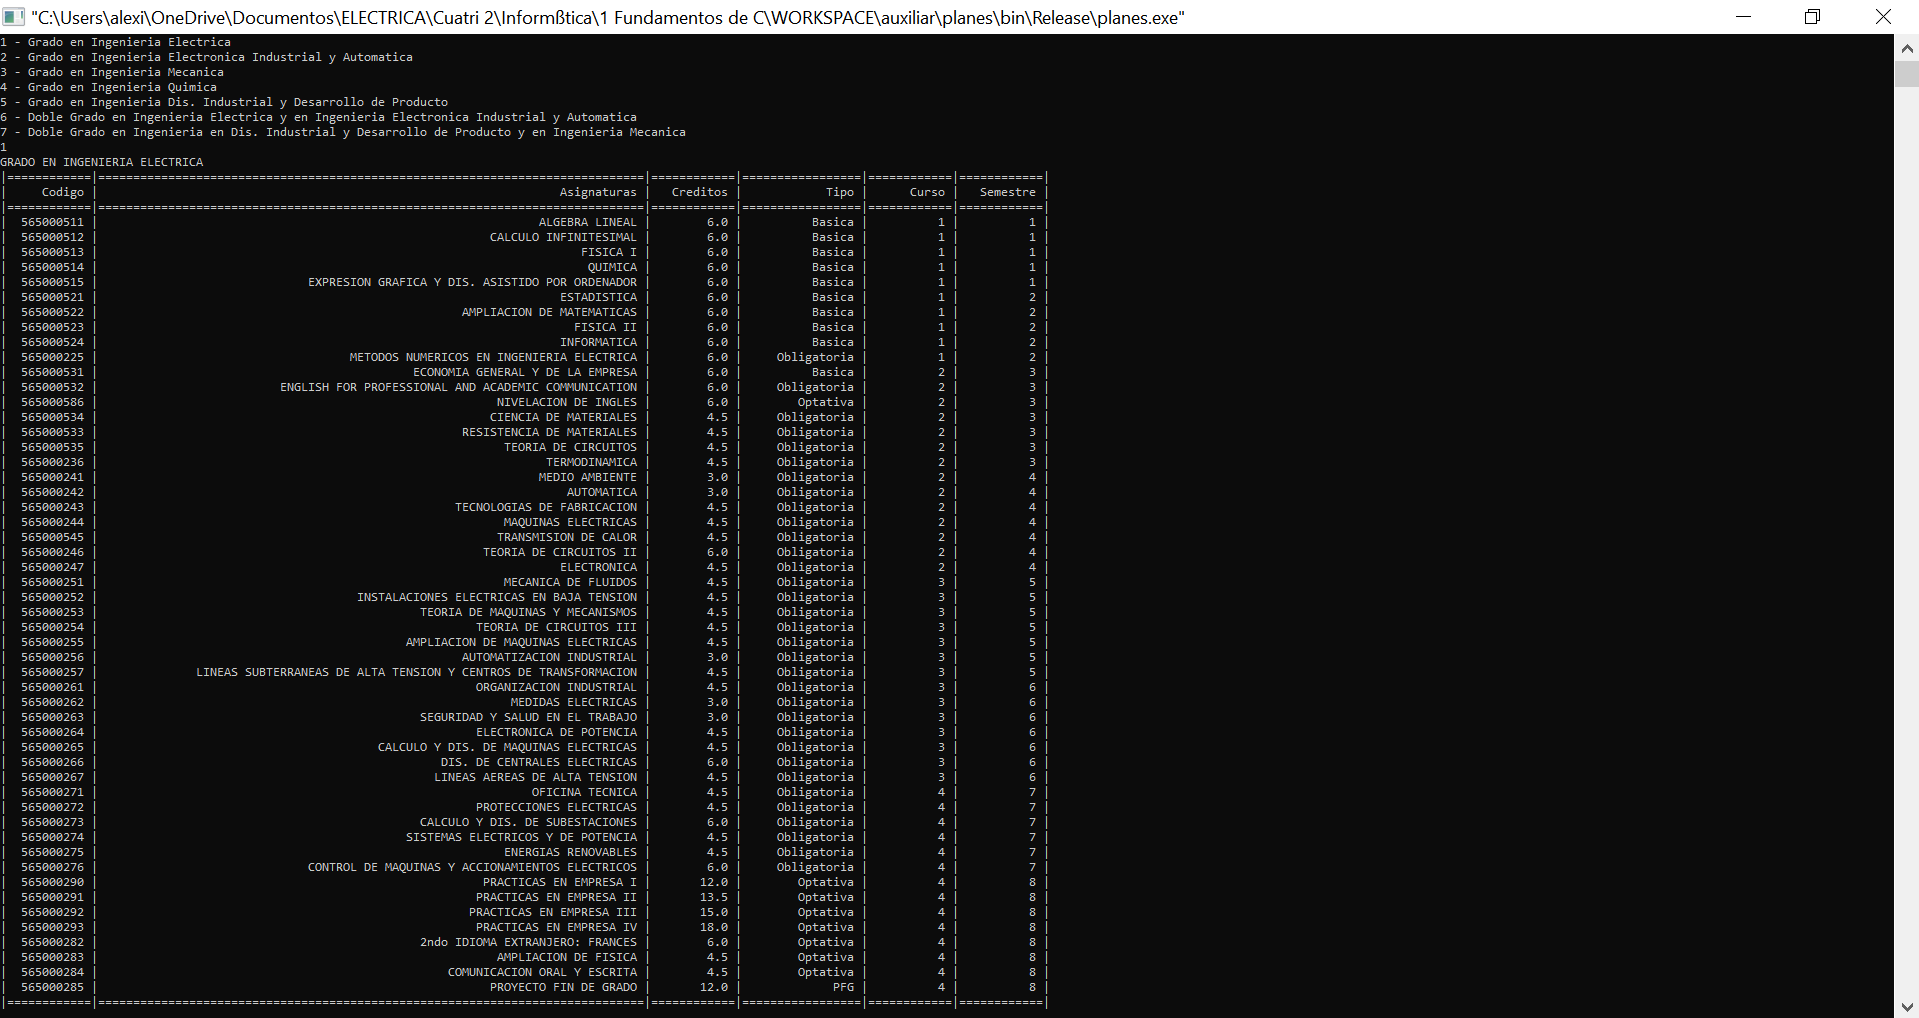 "C:\Users\alexi\OneDrive\Documentos\ELECTRICA\Cuatri 2\Informßtica\1 Fundamentos de C\WORKSPACE\auxiliar\planes\bin\Release\planes.exe"
1 - Grado en Ingenieria Electrica
2 - Grado en Ingenieria Electronica Industrial y Automatica
3 - Grado en Ingenieria Mecanica
4 - Grado en Ingenieria Quimica
5 - Grado en Ingenieria Dis. Industrial y Desarrollo de Producto
6 - Doble Grado en Ingenieria Electrica y en Ingenieria Electronica Industrial y Automatica
7 - Doble Grado en Ingenieria en Dis. Industrial y Desarrollo de Producto y en Ingenieria Mecanica
1
GRADO EN INGENIERIA ELECTRICA
|============|==============================================================================|============|=================|============|============|
| Codigo | Asignaturas | Creditos | Tipo | Curso | Semestre |
|============|==============================================================================|============|=================|============|============|
| 565000511 | ALGEBRA LINEAL | 6.0 | Basica | 1 | 1 |
| 565000512 | CALCULO INFINITESIMAL | 6.0 | Basica | 1 | 1 |
| 565000513 | FISICA I | 6.0 | Basica | 1 | 1 |
| 565000514 | QUIMICA | 6.0 | Basica | 1 | 1 |
| 565000515 | EXPRESION GRAFICA Y DIS. ASISTIDO POR ORDENADOR | 6.0 | Basica | 1 | 1 |
| 565000521 | ESTADISTICA | 6.0 | Basica | 1 | 2 |
| 565000522 | AMPLIACION DE MATEMATICAS | 6.0 | Basica | 1 | 2 |
| 565000523 | FISICA II | 6.0 | Basica | 1 | 2 |
| 565000524 | INFORMATICA | 6.0 | Basica | 1 | 2 |
| 565000225 | METODOS NUMERICOS EN INGENIERIA ELECTRICA | 6.0 | Obligatoria | 1 | 2 |
| 565000531 | ECONOMIA GENERAL Y DE LA EMPRESA | 6.0 | Basica | 2 | 3 |
| 565000532 | ENGLISH FOR PROFESSIONAL AND ACADEMIC COMMUNICATION | 6.0 | Obligatoria | 2 | 3 |
| 565000586 | NIVELACION DE INGLES | 6.0 | Optativa | 2 | 3 |
| 565000534 | CIENCIA DE MATERIALES | 4.5 | Obligatoria | 2 | 3 |
| 565000533 | RESISTENCIA DE MATERIALES | 4.5 | Obligatoria | 2 | 3 |
| 565000535 | TEORIA DE CIRCUITOS | 4.5 | Obligatoria | 2 | 3 |
| 565000236 | TERMODINAMICA | 4.5 | Obligatoria | 2 | 3 |
| 565000241 | MEDIO AMBIENTE | 3.0 | Obligatoria | 2 | 4 |
| 565000242 | AUTOMATICA | 3.0 | Obligatoria | 2 | 4 |
| 565000243 | TECNOLOGIAS DE FABRICACION | 4.5 | Obligatoria | 2 | 4 |
| 565000244 | MAQUINAS ELECTRICAS | 4.5 | Obligatoria | 2 | 4 |
| 565000545 | TRANSMISION DE CALOR | 4.5 | Obligatoria | 2 | 4 |
| 565000246 | TEORIA DE CIRCUITOS II | 6.0 | Obligatoria | 2 | 4 |
| 565000247 | ELECTRONICA | 4.5 | Obligatoria | 2 | 4 |
| 565000251 | MECANICA DE FLUIDOS | 4.5 | Obligatoria | 3 | 5 |
| 565000252 | INSTALACIONES ELECTRICAS EN BAJA TENSION | 4.5 | Obligatoria | 3 | 5 |
| 565000253 | TEORIA DE MAQUINAS Y MECANISMOS | 4.5 | Obligatoria | 3 | 5 |
| 565000254 | TEORIA DE CIRCUITOS III | 4.5 | Obligatoria | 3 | 5 |
| 565000255 | AMPLIACION DE MAQUINAS ELECTRICAS | 4.5 | Obligatoria | 3 | 5 |
| 565000256 | AUTOMATIZACION INDUSTRIAL | 3.0 | Obligatoria | 3 | 5 |
| 565000257 | LINEAS SUBTERRANEAS DE ALTA TENSION Y CENTROS DE TRANSFORMACION | 4.5 | Obligatoria | 3 | 5 |
| 565000261 | ORGANIZACION INDUSTRIAL | 4.5 | Obligatoria | 3 | 6 |
| 565000262 | MEDIDAS ELECTRICAS | 3.0 | Obligatoria | 3 | 6 |
| 565000263 | SEGURIDAD Y SALUD EN EL TRABAJO | 3.0 | Obligatoria | 3 | 6 |
| 565000264 | ELECTRONICA DE POTENCIA | 4.5 | Obligatoria | 3 | 6 |
| 565000265 | CALCULO Y DIS. DE MAQUINAS ELECTRICAS | 4.5 | Obligatoria | 3 | 6 |
| 565000266 | DIS. DE CENTRALES ELECTRICAS | 6.0 | Obligatoria | 3 | 6 |
| 565000267 | LINEAS AEREAS DE ALTA TENSION | 4.5 | Obligatoria | 3 | 6 |
| 565000271 | OFICINA TECNICA | 4.5 | Obligatoria | 4 | 7 |
| 565000272 | PROTECCIONES ELECTRICAS | 4.5 | Obligatoria | 4 | 7 |
| 565000273 | CALCULO Y DIS. DE SUBESTACIONES | 6.0 | Obligatoria | 4 | 7 |
| 565000274 | SISTEMAS ELECTRICOS Y DE POTENCIA | 4.5 | Obligatoria | 4 | 7 |
| 565000275 | ENERGIAS RENOVABLES | 4.5 | Obligatoria | 4 | 7 |
| 565000276 | CONTROL DE MAQUINAS Y ACCIONAMIENTOS ELECTRICOS | 6.0 | Obligatoria | 4 | 7 |
| 565000290 | PRACTICAS EN EMPRESA I | 12.0 | Optativa | 4 | 8 |
| 565000291 | PRACTICAS EN EMPRESA II | 13.5 | Optativa | 4 | 8 |
| 565000292 | PRACTICAS EN EMPRESA III | 15.0 | Optativa | 4 | 8 |
| 565000293 | PRACTICAS EN EMPRESA IV | 18.0 | Optativa | 4 | 8 |
| 565000282 | 2ndo IDIOMA EXTRANJERO: FRANCES | 6.0 | Optativa | 4 | 8 |
| 565000283 | AMPLIACION DE FISICA | 4.5 | Optativa | 4 | 8 |
| 565000284 | COMUNICACION ORAL Y ESCRITA | 4.5 | Optativa | 4 | 8 |
| 565000285 | PROYECTO FIN DE GRADO | 12.0 | PFG | 4 | 8 |
|============|==============================================================================|============|=================|============|============|